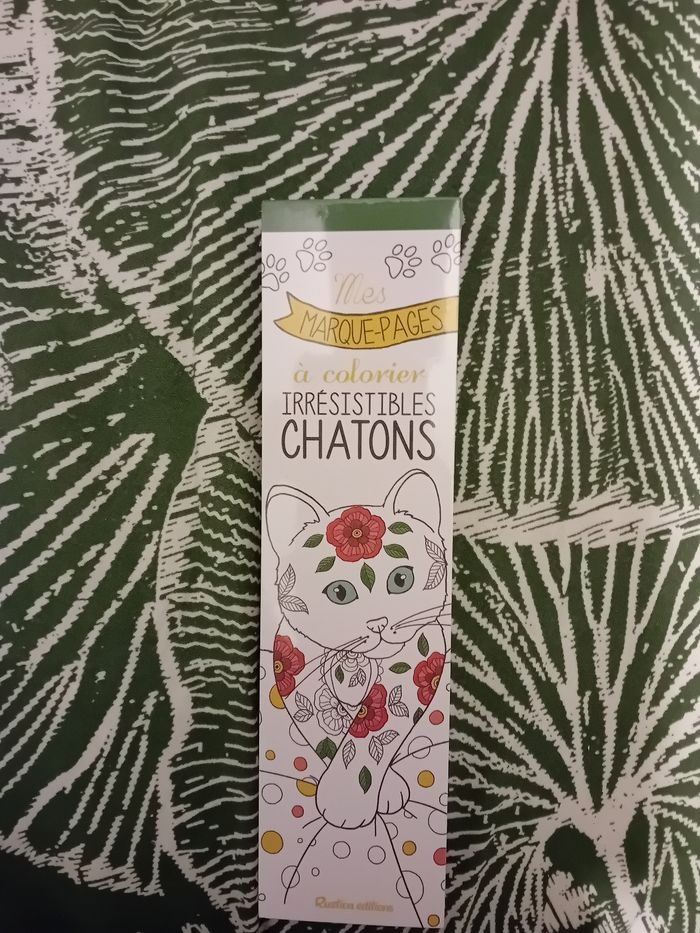 Mes
MARQUE-PAGES
à colorier
IRRÉSISTIBLES
CHATONS
Rustica éditions